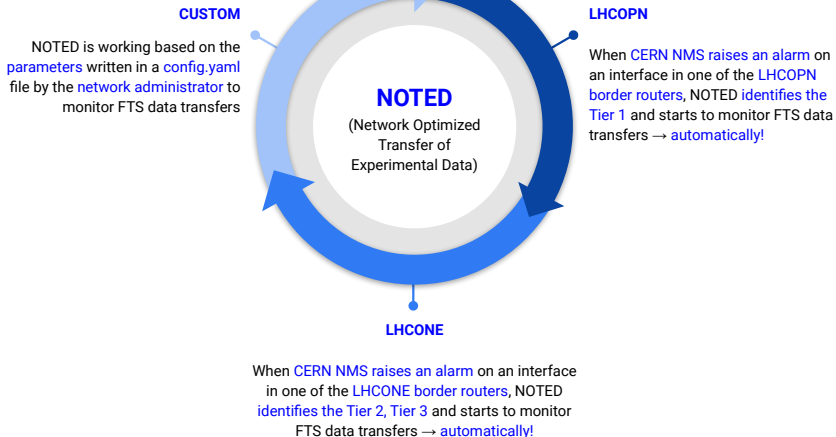 CUSTOM
NOTED is working based on the
parameters written in a config.yaml
file by the network administrator to
monitor FTS data transfers
NOTED
(Network Optimized
Transfer of
Experimental Data)
LHCOPN
When CERN NMS raises an alarm on
an interface in one of the LHCOPN
border routers, NOTED identifies the
Tier 1 and starts to monitor FTS data
transfers → automatically!
LHCONE
When CERN NMS raises an alarm on an interface
in one of the LHCONE border routers, NOTED
identifies the Tier 2, Tier 3 and starts to monitor
FTS data transfers → automatically!